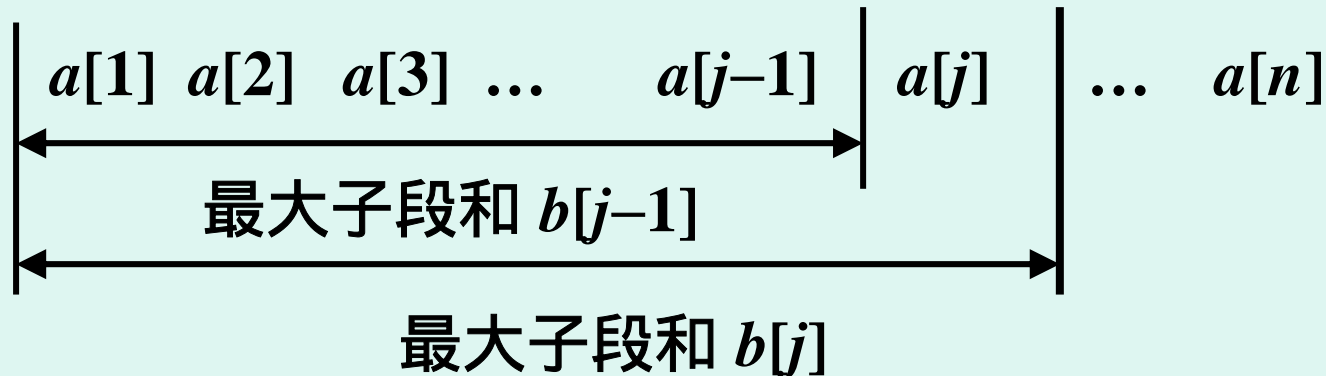 a[1] a[2] a[3] … a[j−1] a[j] … a[n]
最大子段和 b[j−1]
最大子段和 b[j]